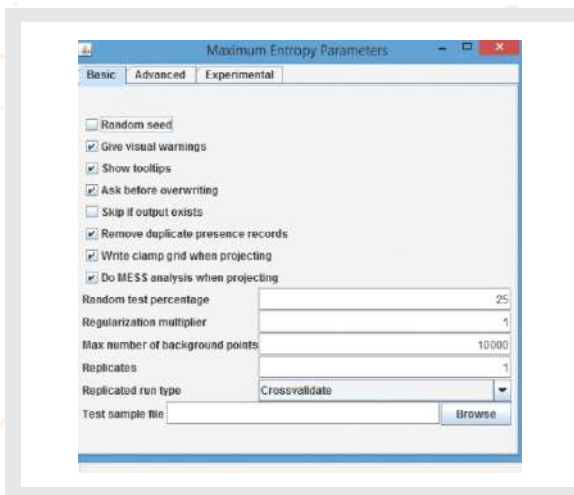 Maximum Entropy Parameters
Basic Advanced Experimental
Random seed
Give visual warnings
Show tooltips
Ask before overwriting
Skip if output exists
Remove duplicate presence records
Write clamp grid when projecting
Do MESS analysis when projecting
Random test percentage 25
Regularization multiplier 1
Max number of background points 10000
Replicates 1
Replicated run type Crossvalidate
Test sample file Browse